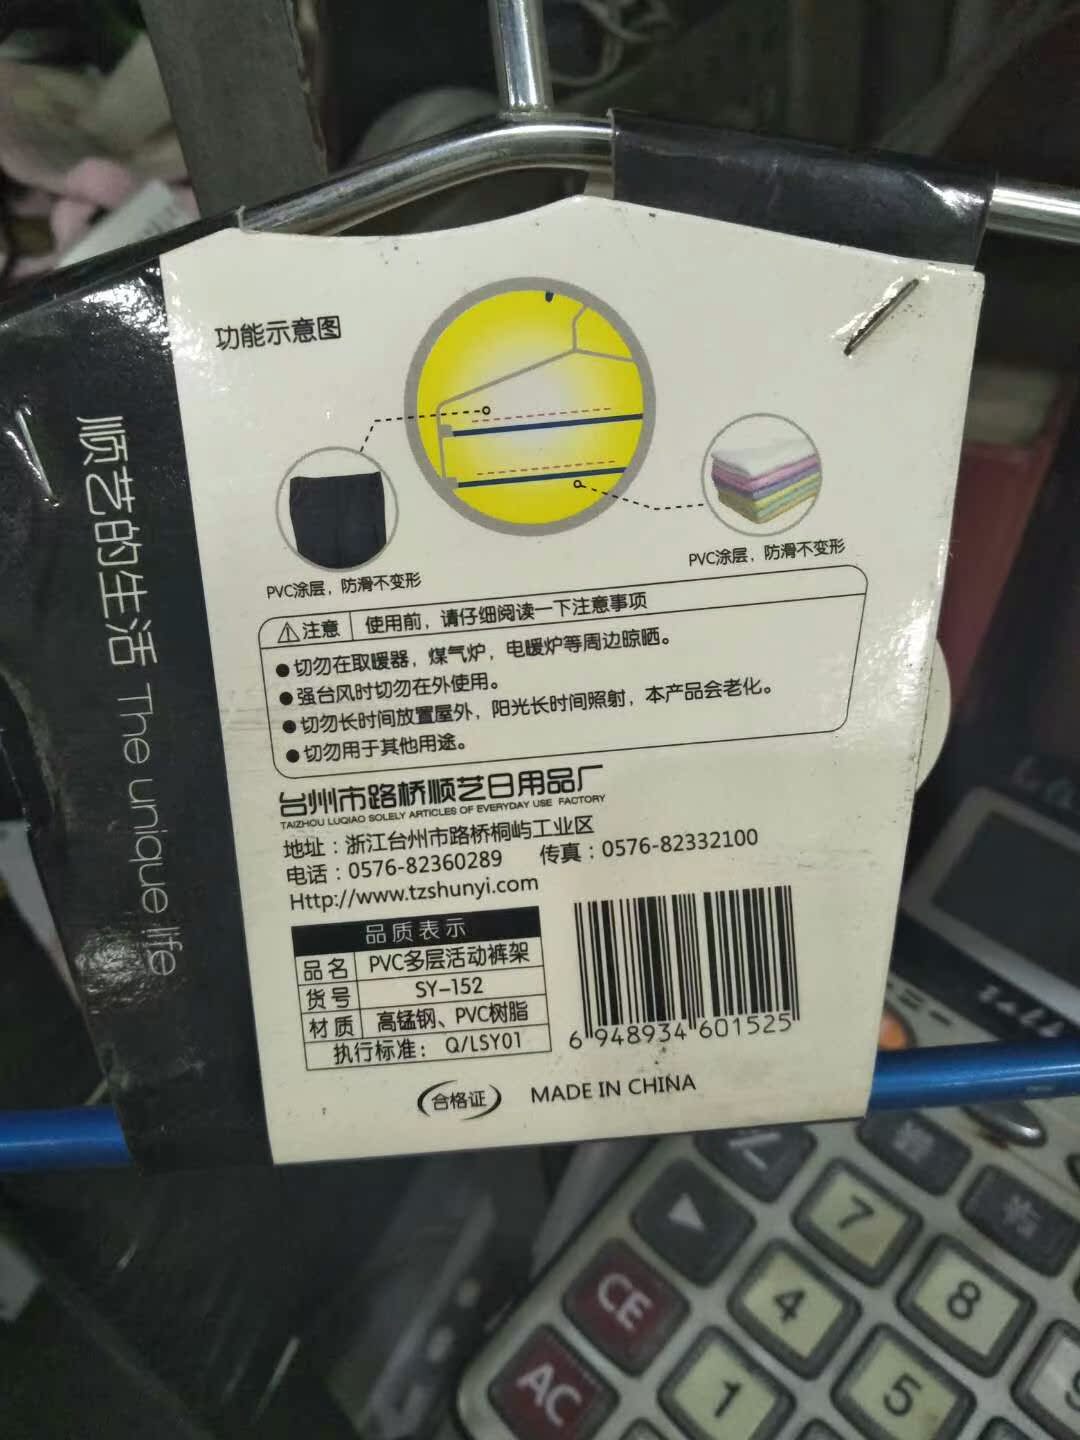 功能示意图
PVC涂层，防滑不变形
PVC涂层，防滑不变形
注意 使用前，请仔细阅读一下注意事项
●切勿在取暖器，煤气炉，电暖炉等周边晾晒。
●强台风时切勿在外使用。
●切勿长时间放置屋外，阳光长时间照射，本产品会老化。
●切勿用于其他用途。
台州市路桥顺艺日用品厂
TAIZHOU LUQIAO SOLELY ARTICLES OF EVERYDAY USE FACTORY
地址：浙江台州市路桥桐屿工业区
电话：0576-82360289 传真：0576-82332100
Http://www.tzshunyi.com
品质表示
品名 PVC多层活动裤架
货号 SY-152
材质 高锰钢、PVC树脂
执行标准： Q/LSY01
6 948934 601525
合格证 MADE IN CHINA
顺艺的生活 The unique life
7
8
CE
4
5
AC
1